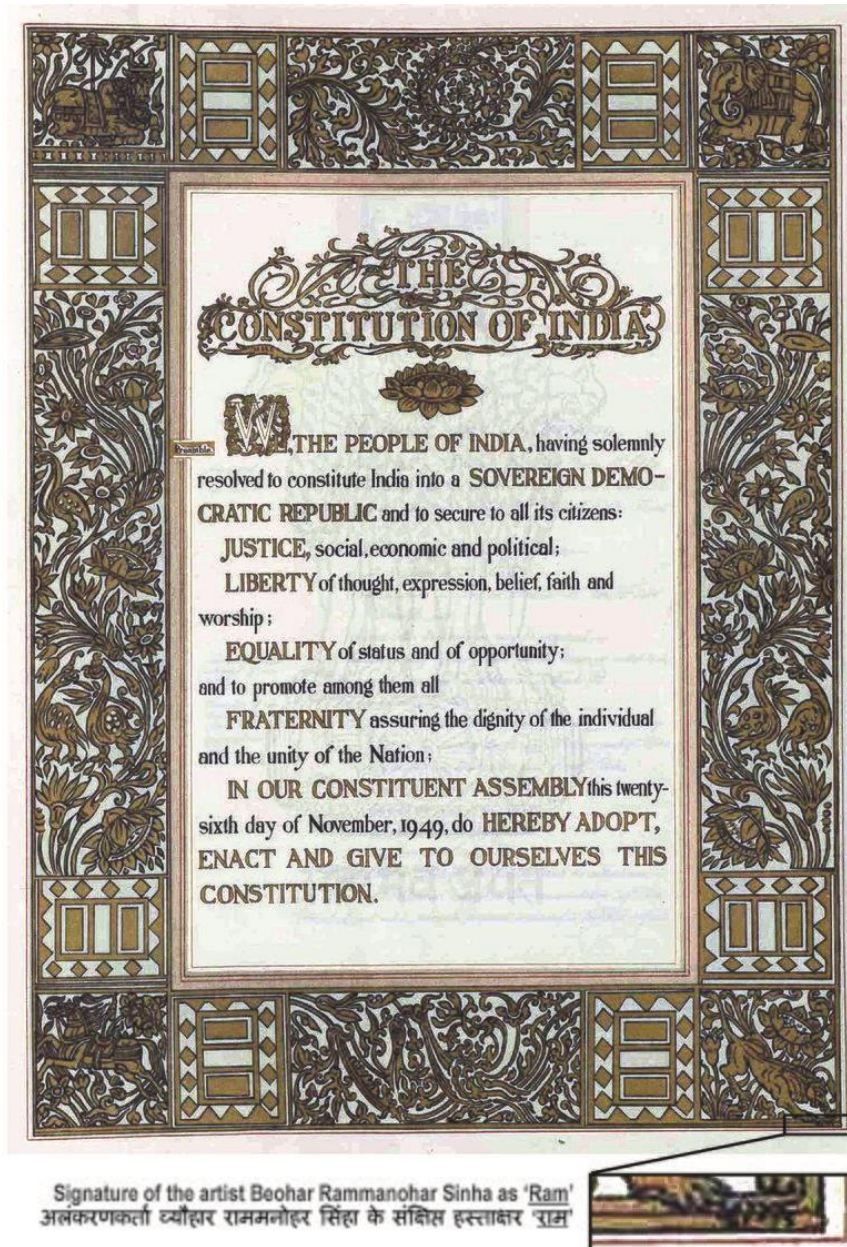 THE
CONSTITUTION OF INDIA
Preamble.
WE, THE PEOPLE OF INDIA, having solemnly
resolved to constitute India into a SOVEREIGN DEMO-
CRATIC REPUBLIC and to secure to all its citizens:
JUSTICE, social, economic and political;
LIBERTY of thought, expression, belief, faith and
worship;
EQUALITY of status and of opportunity;
and to promote among them all
FRATERNITY assuring the dignity of the individual
and the unity of the Nation;
IN OUR CONSTITUENT ASSEMBLY this twenty-
sixth day of November, 1949, do HEREBY ADOPT,
ENACT AND GIVE TO OURSELVES THIS
CONSTITUTION.
Signature of the artist Beohar Rammanohar Sinha as 'Ram'
अलंकरणकर्ता ब्यौहार राममनोहर सिंहा के संक्षिप्त हस्ताक्षर 'राम'